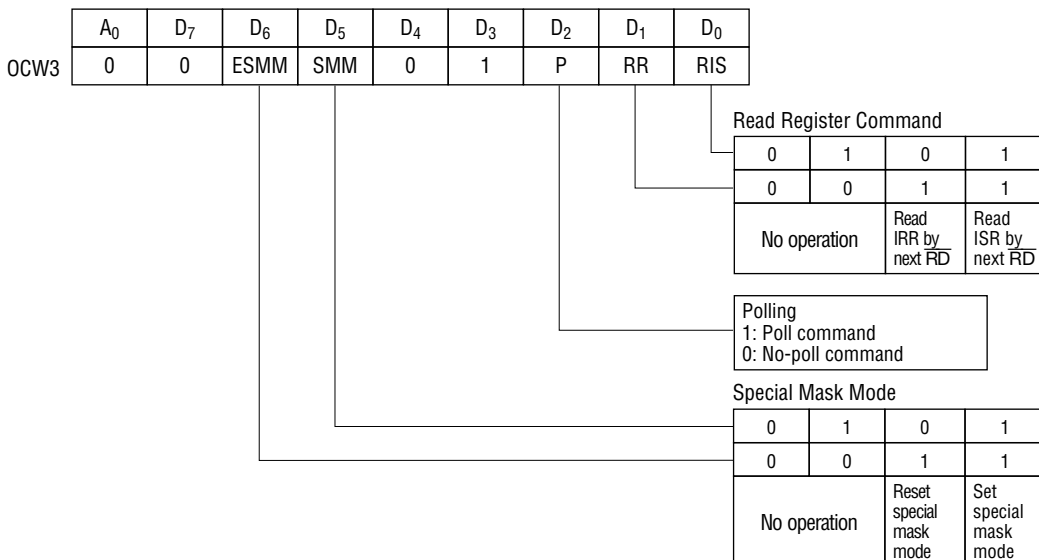 A0 D7 D6 D5 D4 D3 D2 D1 D0
OCW3 0 0 ESMM SMM 0 1 P RR RIS
Read Register Command
0 1 0 1
0 0 1 1
No operation
Read
IRR by
next RD
Read
ISR by
next RD
Polling
1: Poll command
0: No-poll command
Special Mask Mode
0 1 0 1
0 0 1 1
No operation
Reset
special
mask
mode
Set
special
mask
mode